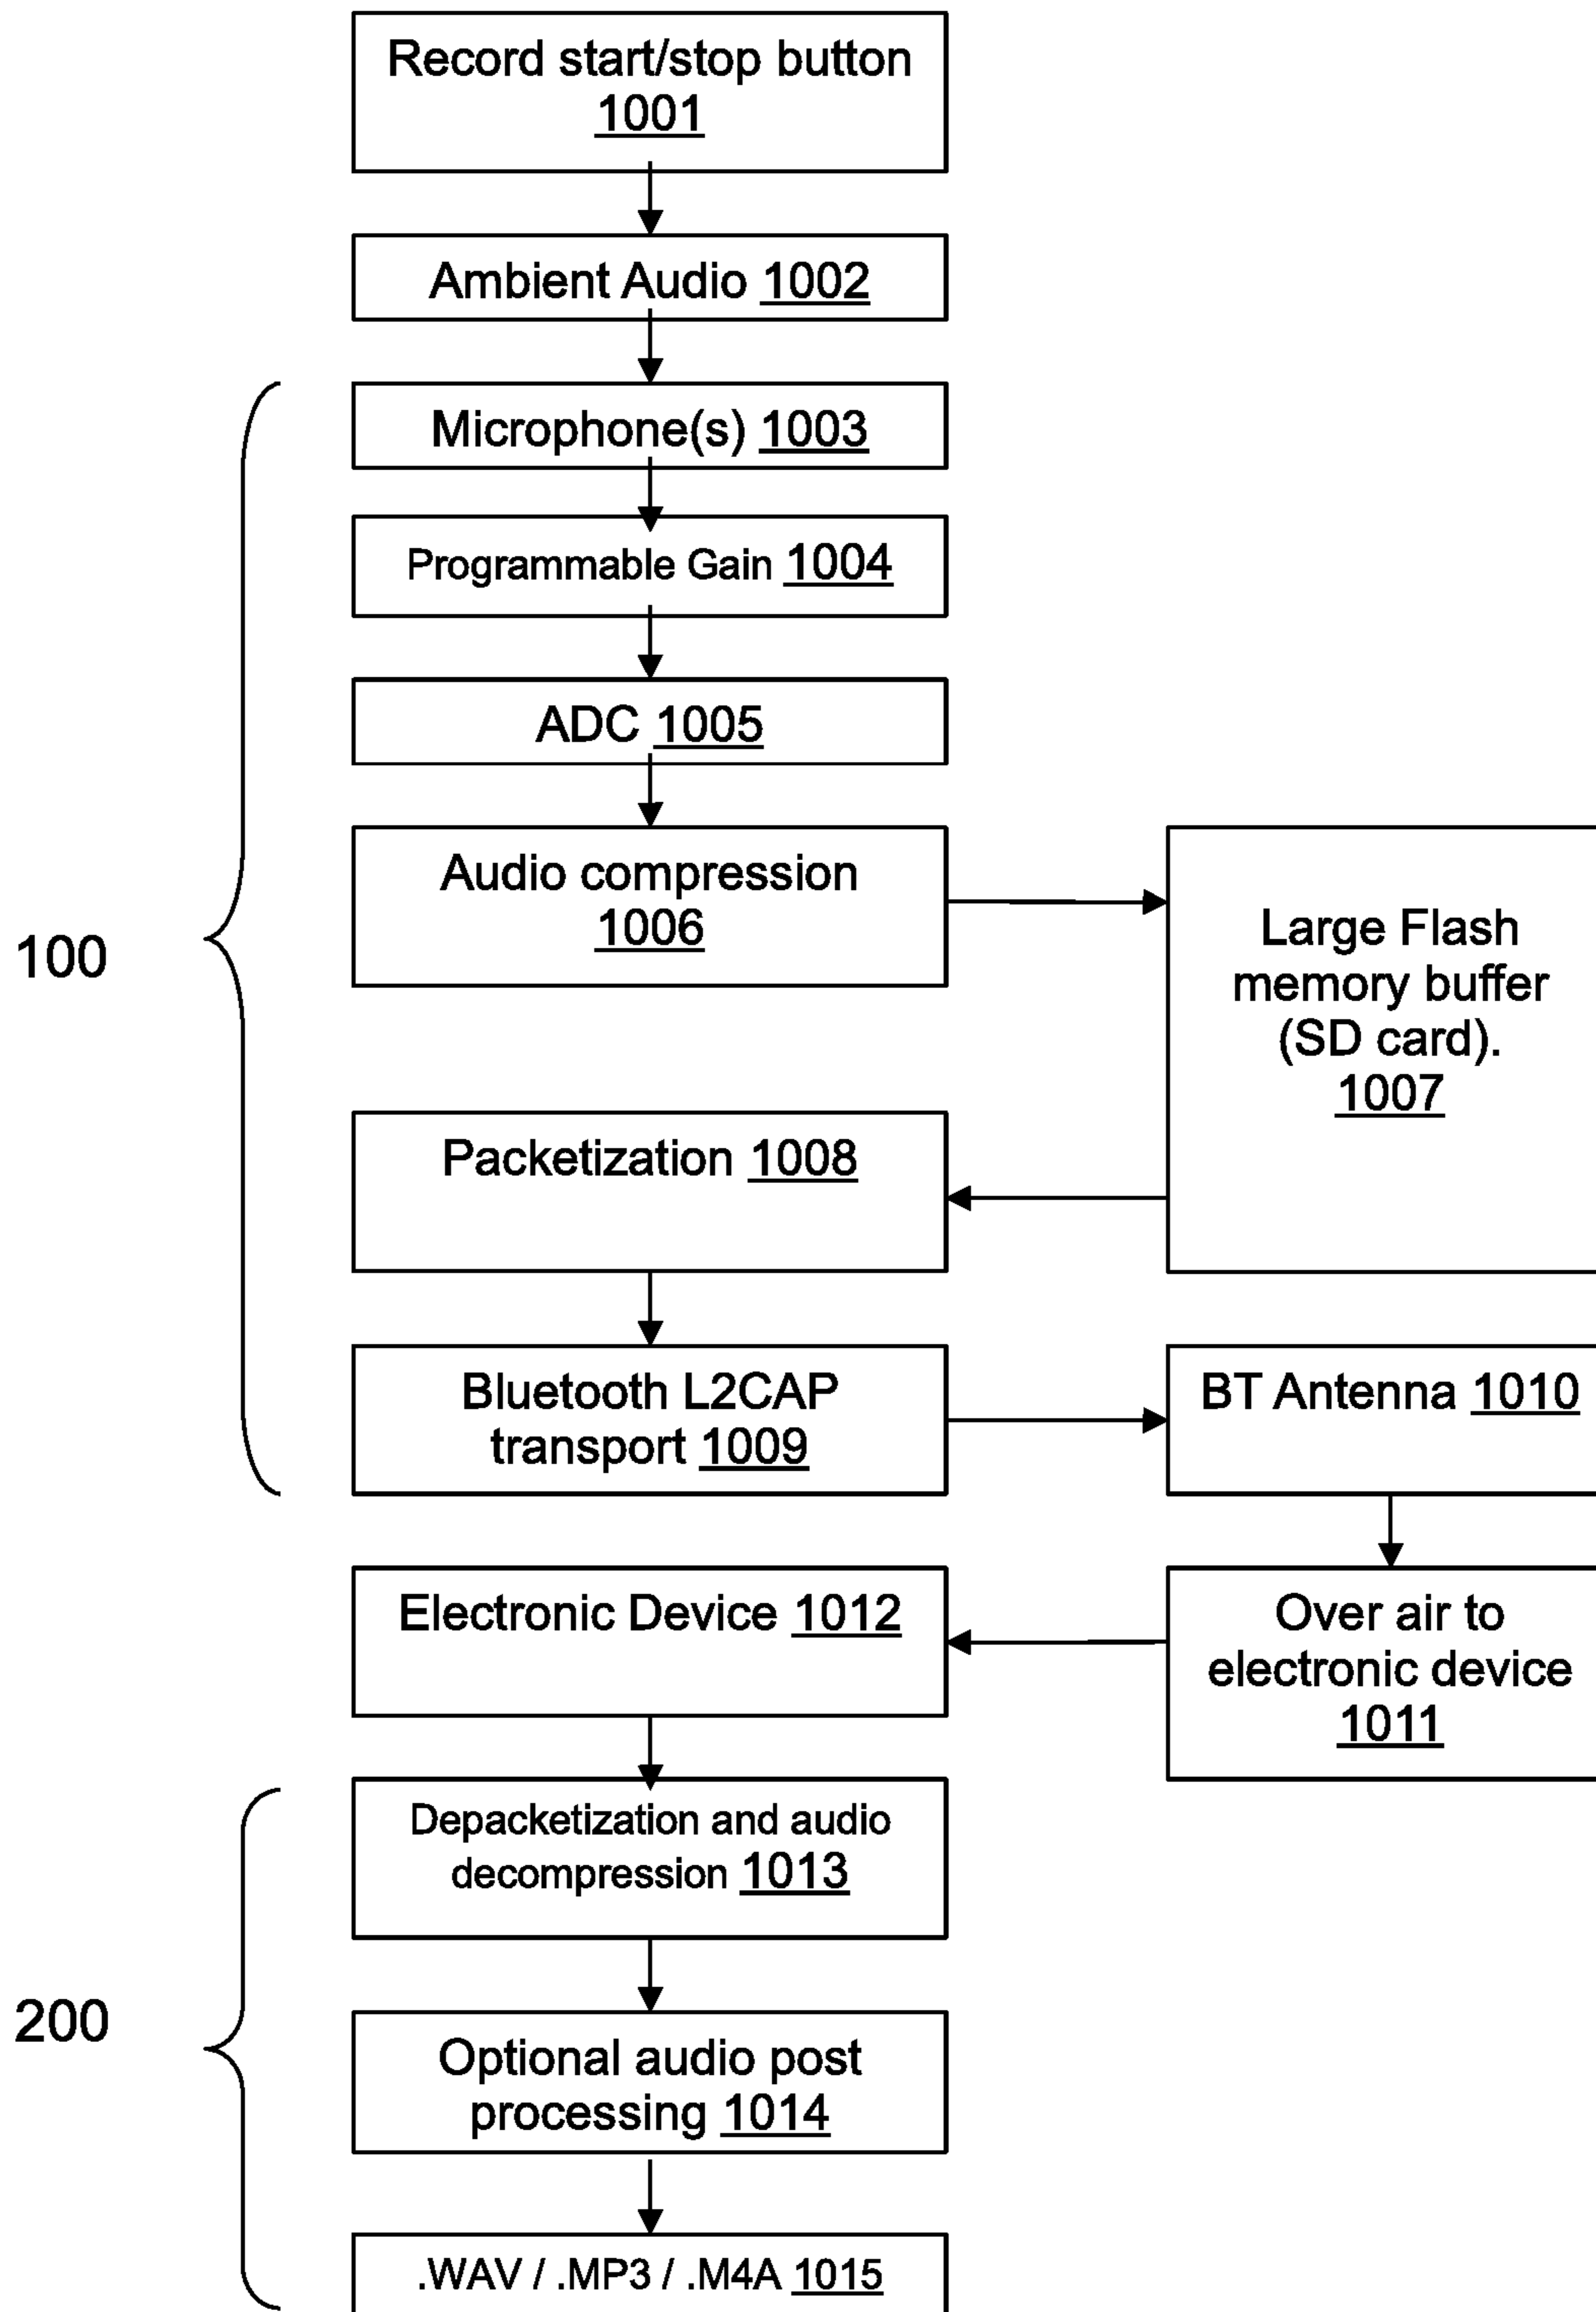 Record start/stop button
1001
Ambient Audio 1002
Microphone(s) 1003
Programmable Gain 1004
ADC 1005
Audio compression
1006
100
Large Flash
memory buffer
(SD card).
1007
Packetization 1008
Bluetooth L2CAP
transport 1009
BT Antenna 1010
Over air to
electronic device
1011
Electronic Device 1012
Depacketization and audio
decompression 1013
200
Optional audio post
processing 1014
.WAV / .MP3 / .M4A 1015